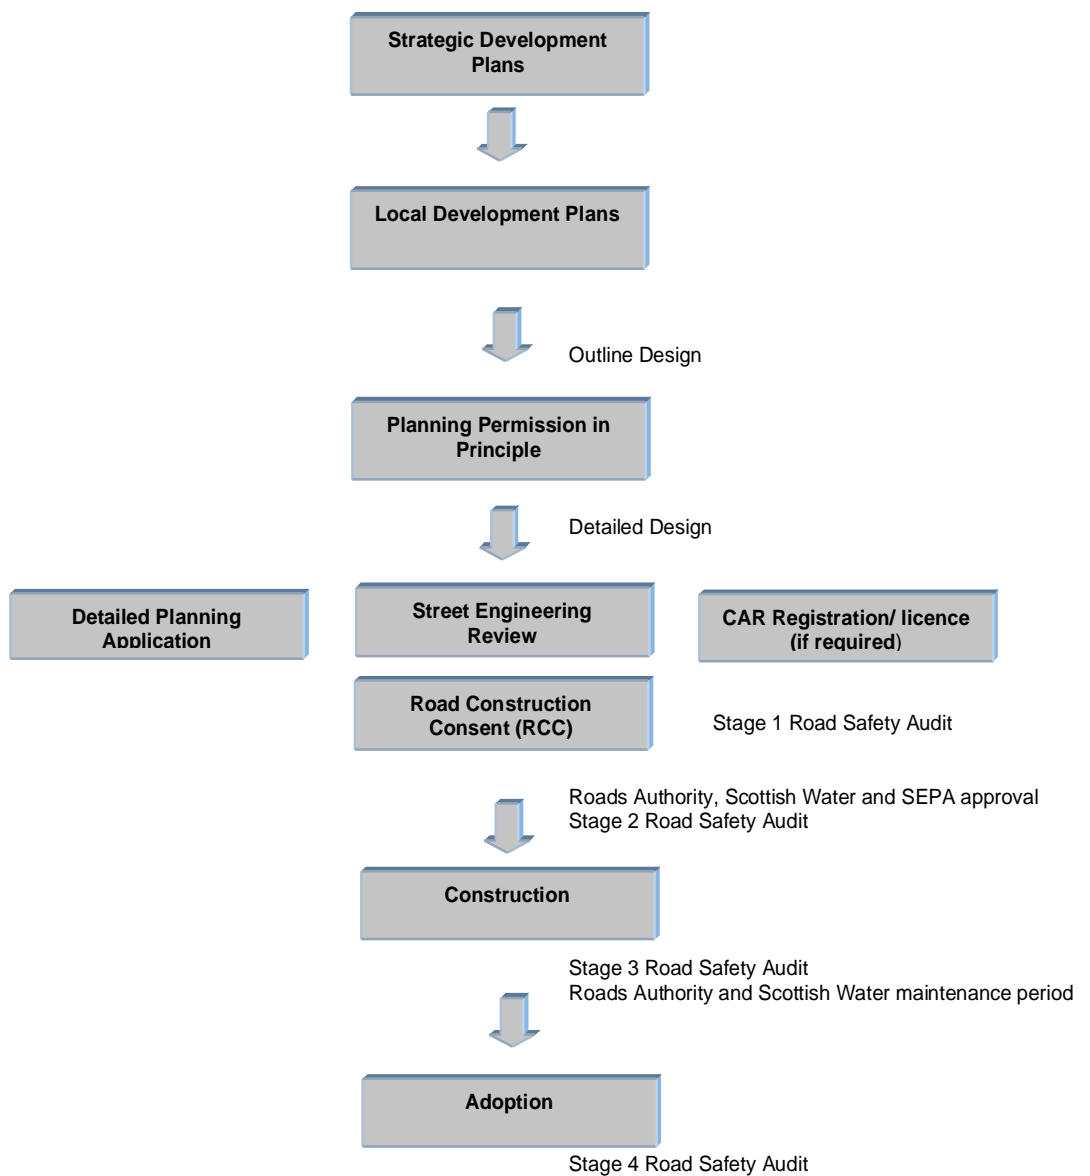 Strategic Development
Plans
Local Development Plans
Outline Design
Planning Permission in
Principle
Detailed Design
Detailed Planning
Application
Street Engineering
Review
CAR Registration/ licence
(if required)
Road Construction
Consent (RCC)
Stage 1 Road Safety Audit
Roads Authority, Scottish Water and SEPA approval
Stage 2 Road Safety Audit
Construction
Stage 3 Road Safety Audit
Roads Authority and Scottish Water maintenance period
Adoption
Stage 4 Road Safety Audit